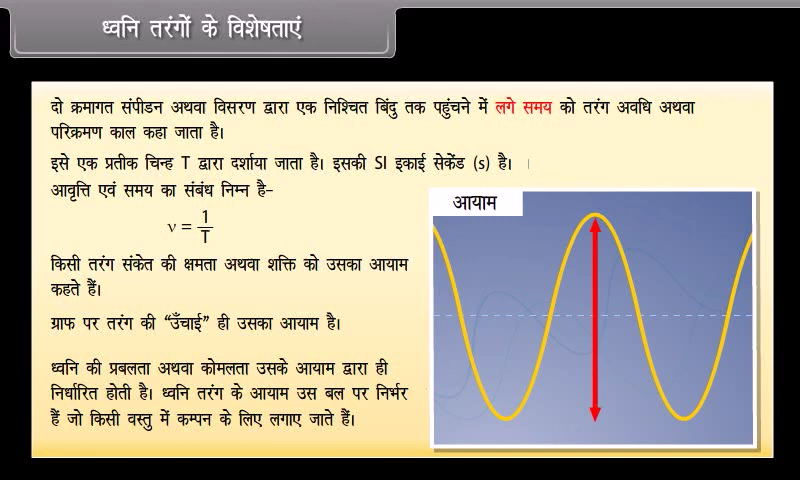 ध्वनि तरंगों के विशेषताएं
दो क्रमागत संपीडन अथवा विसरण द्वारा एक निश्चित बिंदु तक पहुंचने में लगे समय को तरंग अवधि अथवा
परिक्रमण काल कहा जाता है।
इसे एक प्रतीक चिन्ह T द्वारा दर्शाया जाता है। इसकी SI इकाई सेकेंड (s) है।
आवृत्ति एवं समय का संबंध निम्न है-
ν = 1/T
आयाम
किसी तरंग संकेत की क्षमता अथवा शक्ति को उसका आयाम
कहते हैं।
ग्राफ पर तरंग की “उँचाई” ही उसका आयाम है।
ध्वनि की प्रबलता अथवा कोमलता उसके आयाम द्वारा ही
निर्धारित होती है। ध्वनि तरंग के आयाम उस बल पर निर्भर
हैं जो किसी वस्तु में कम्पन के लिए लगाए जाते हैं।